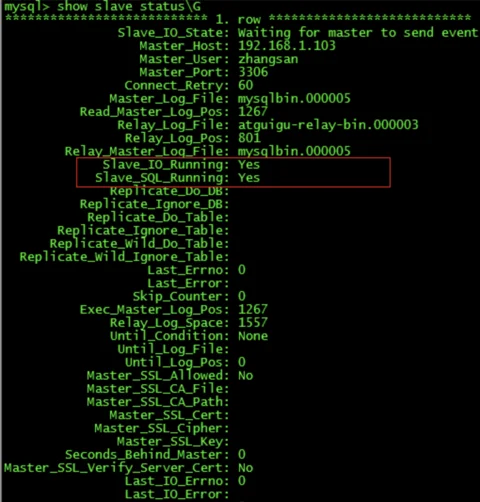 mysql> show slave status\G
*************************** 1. row ***************************
Slave_IO_State: Waiting for master to send event
Master_Host: 192.168.1.103
Master_User: zhangsan
Master_Port: 3306
Connect_Retry: 60
Master_Log_File: mysqlbin.000005
Read_Master_Log_Pos: 1267
Relay_Log_File: atguigu-relay-bin.000003
Relay_Log_Pos: 801
Relay_Master_Log_File: mysqlbin.000005
Slave_IO_Running: Yes
Slave_SQL_Running: Yes
Replicate_Do_DB:
Replicate_Ignore_DB:
Replicate_Do_Table:
Replicate_Ignore_Table:
Replicate_Wild_Do_Table:
Replicate_Wild_Ignore_Table:
Last_Errno: 0
Last_Error:
Skip_Counter: 0
Exec_Master_Log_Pos: 1267
Relay_Log_Space: 1557
Until_Condition: None
Until_Log_File:
Until_Log_Pos: 0
Master_SSL_Allowed: No
Master_SSL_CA_File:
Master_SSL_CA_Path:
Master_SSL_Cert:
Master_SSL_Cipher:
Master_SSL_Key:
Seconds_Behind_Master: 0
Master_SSL_Verify_Server_Cert: No
Last_IO_Errno: 0
Last_IO_Error: